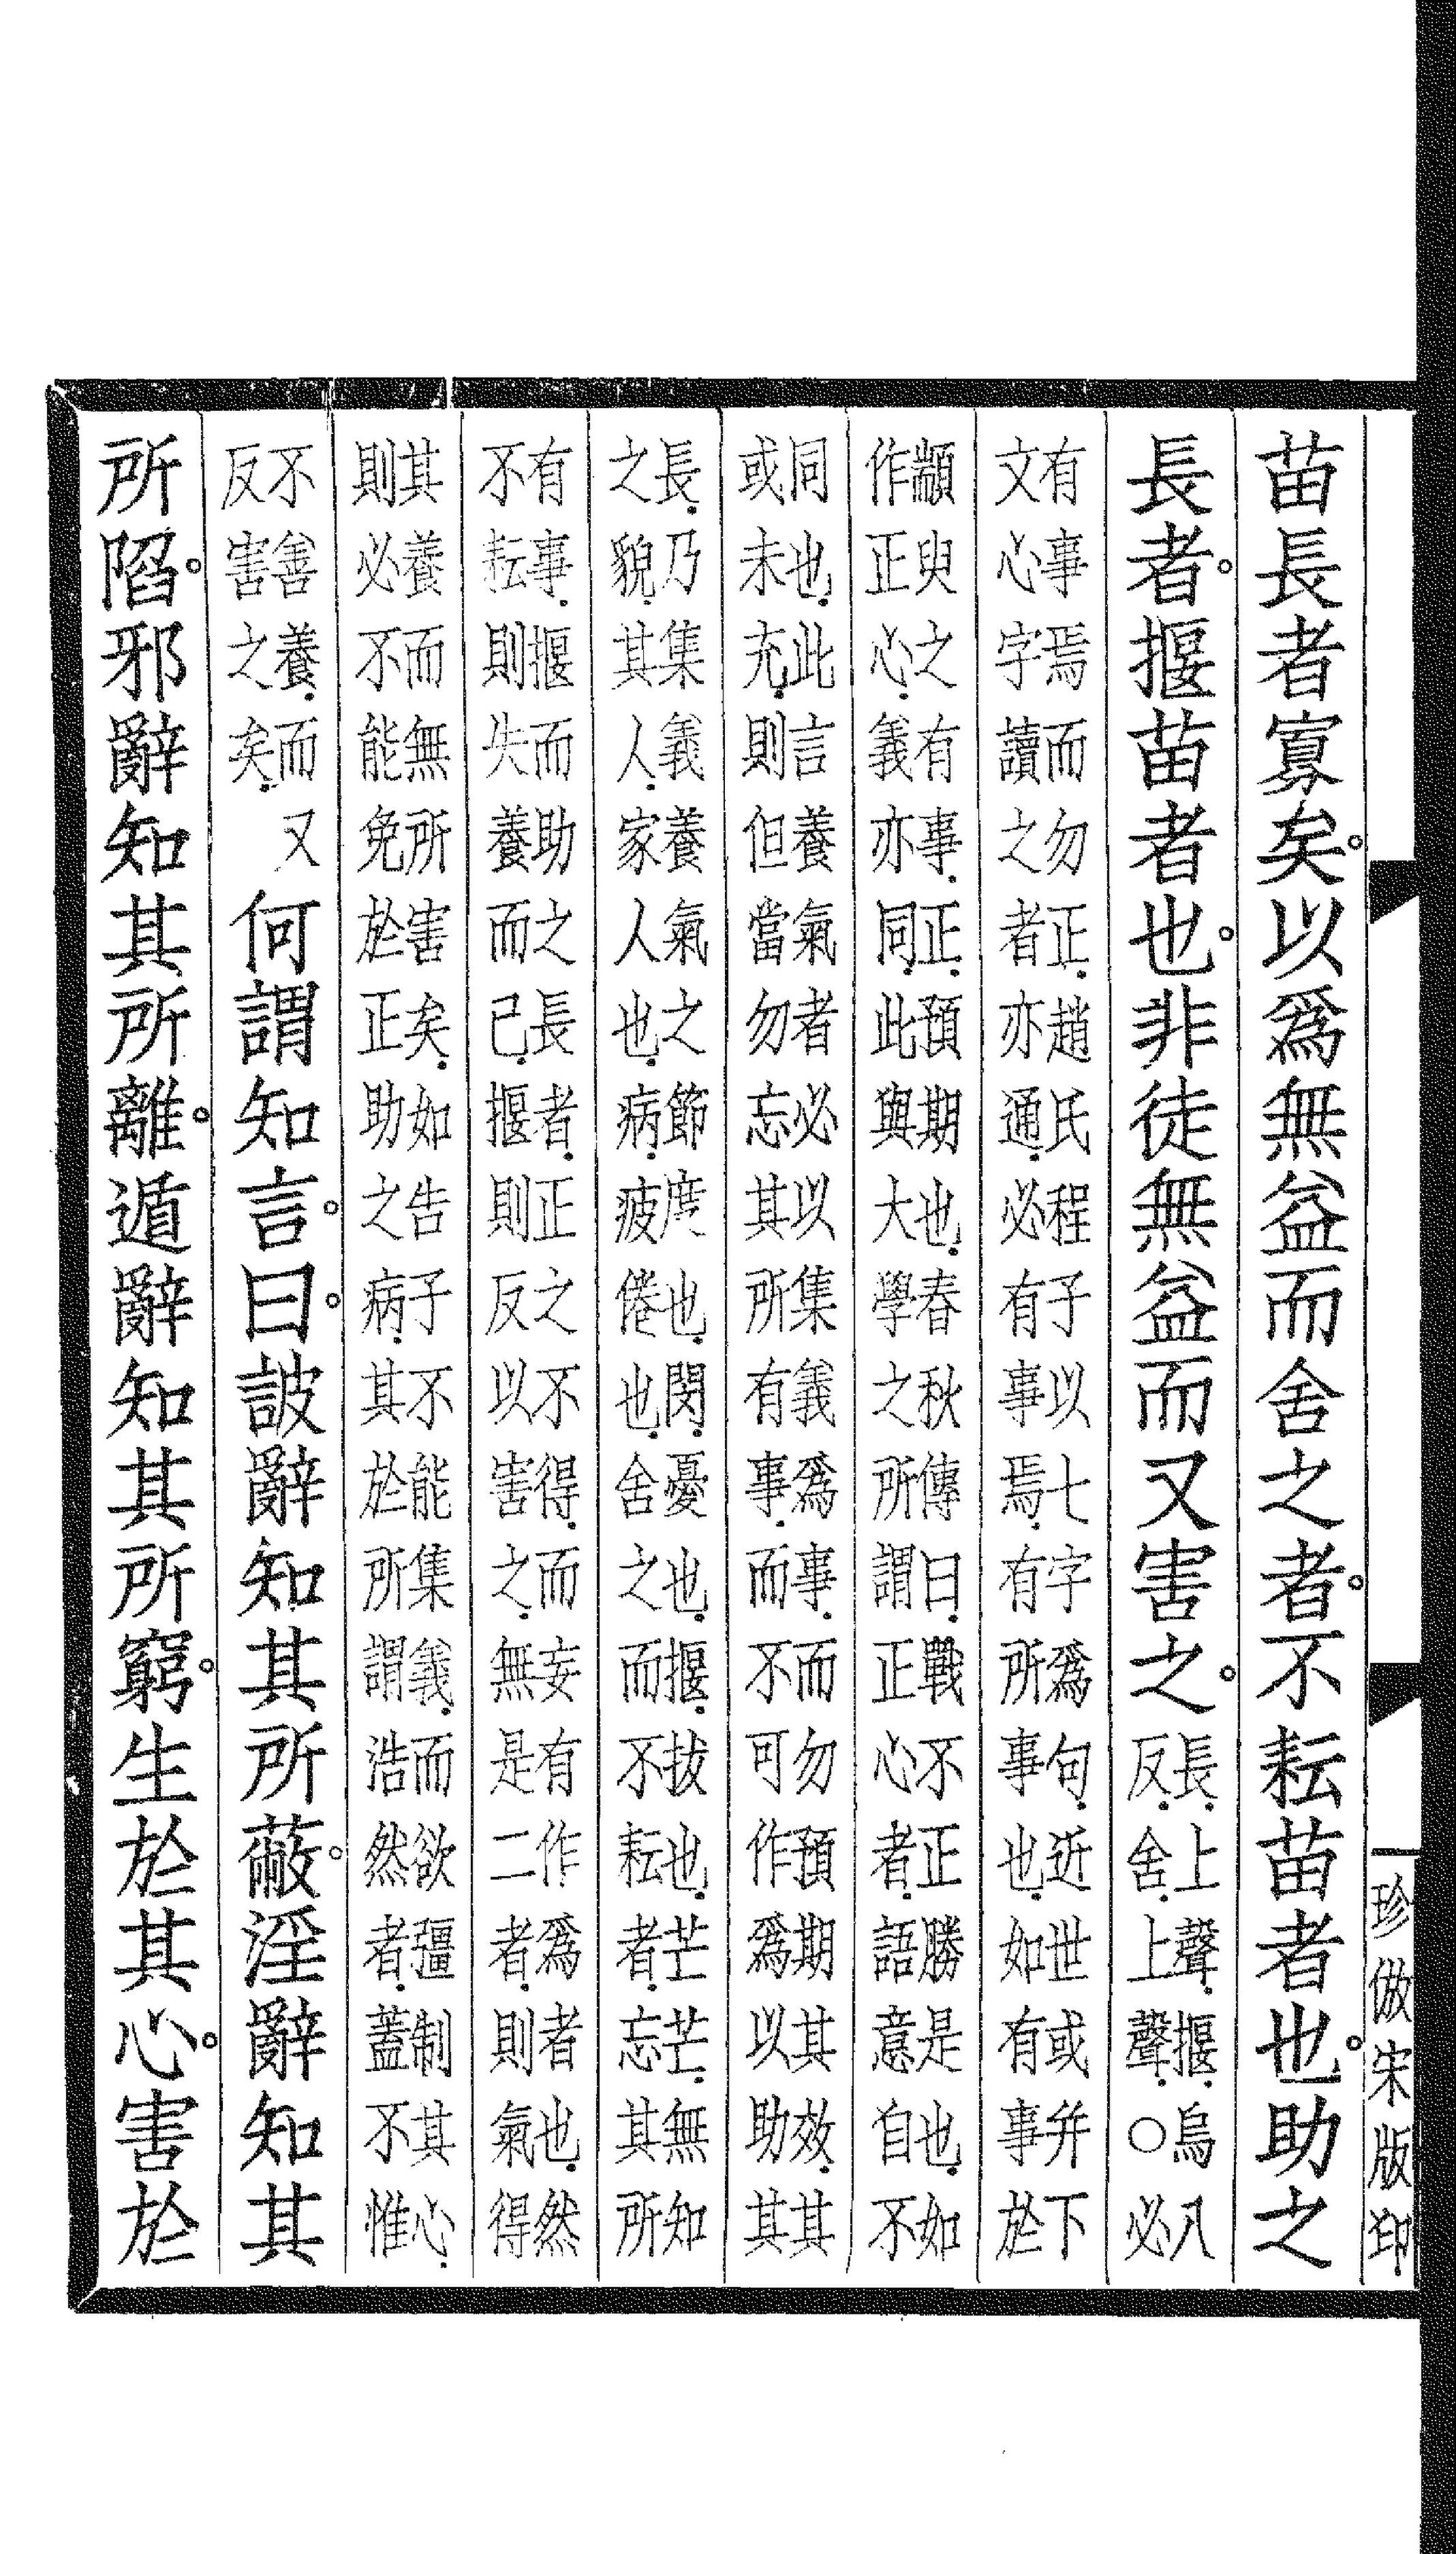 一珍倣宋版印
苗長者寡矣。以爲無益而舍之者。不耘苗者也。助之
長者。揠苗者也。非徒無益而又害之。
長.上聲.揠.烏八
反.舍.上聲.○必
有事焉而勿正.趙氏程子以七字爲句.近世或幷下
文心字讀之者亦通.必有事焉.有所事也.如有事於
顓臾之有事.正.預期也.春秋傳曰.戰不正勝是也.如
作正心.義亦同.此與大學之所謂正心者.語意自不
同也.此言養氣者必以集義爲事.而勿預期其效.其
或未充.則但當勿忘其所有事.而不可作爲以助其
長.乃集義養氣之節度也.閔.憂也.揠.拔也.芒芒.無知
之貌.其人.家人也.病.疲倦也.舍之不耘者.忘其所
有事.揠而助之長者.正之不得.而妄有作爲者也.然
不耘則失養而已.揠則反以害之.無是二者.則氣得
其養而無所害矣.如告子不能集義.而欲彊制其心.
則必不能免於正助之病.其於所謂浩然者.蓋不惟
不善養.而又
反害之矣.
何謂知言。曰。詖辭知其所蔽。淫辭知其
所陷。邪辭知其所離。遁辭知其所窮。生於其心。害於